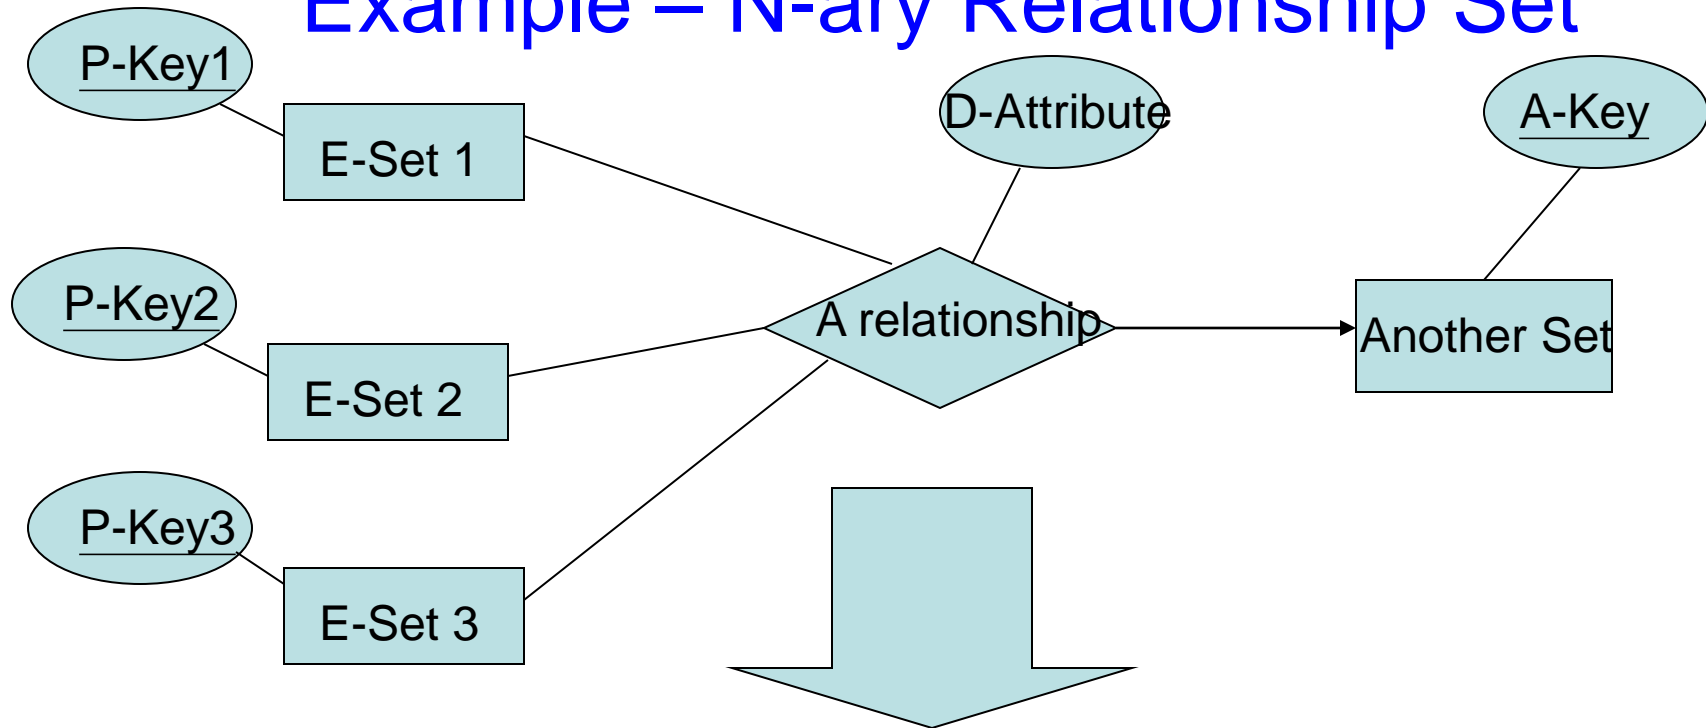 Example – N-ary Relationship Set
P-Key1
D-Attribute
A-Key
E-Set 1
P-Key2
A relationship
Another Set
E-Set 2
P-Key3
E-Set 3